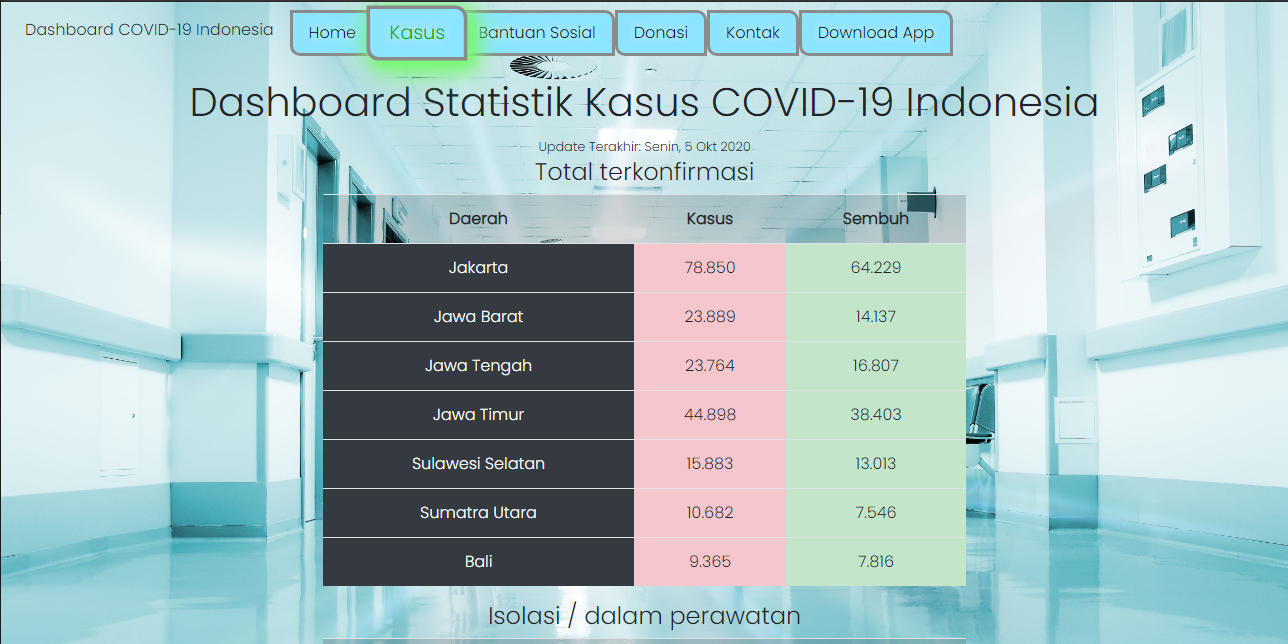 Dashboard COVID-19 Indonesia Home Kasus Bantuan Sosial Donasi Kontak Download App
Dashboard Statistik Kasus COVID-19 Indonesia
Update Terakhir: Senin, 5 Okt 2020
Total terkonfirmasi
Daerah Kasus Sembuh
Jakarta 78.850 64.229
Jawa Barat 23.889 14.137
Jawa Tengah 23.764 16.807
Jawa Timur 44.898 38.403
Sulawesi Selatan 15.883 13.013
Sumatra Utara 10.682 7.546
Bali 9.365 7.816
Isolasi / dalam perawatan